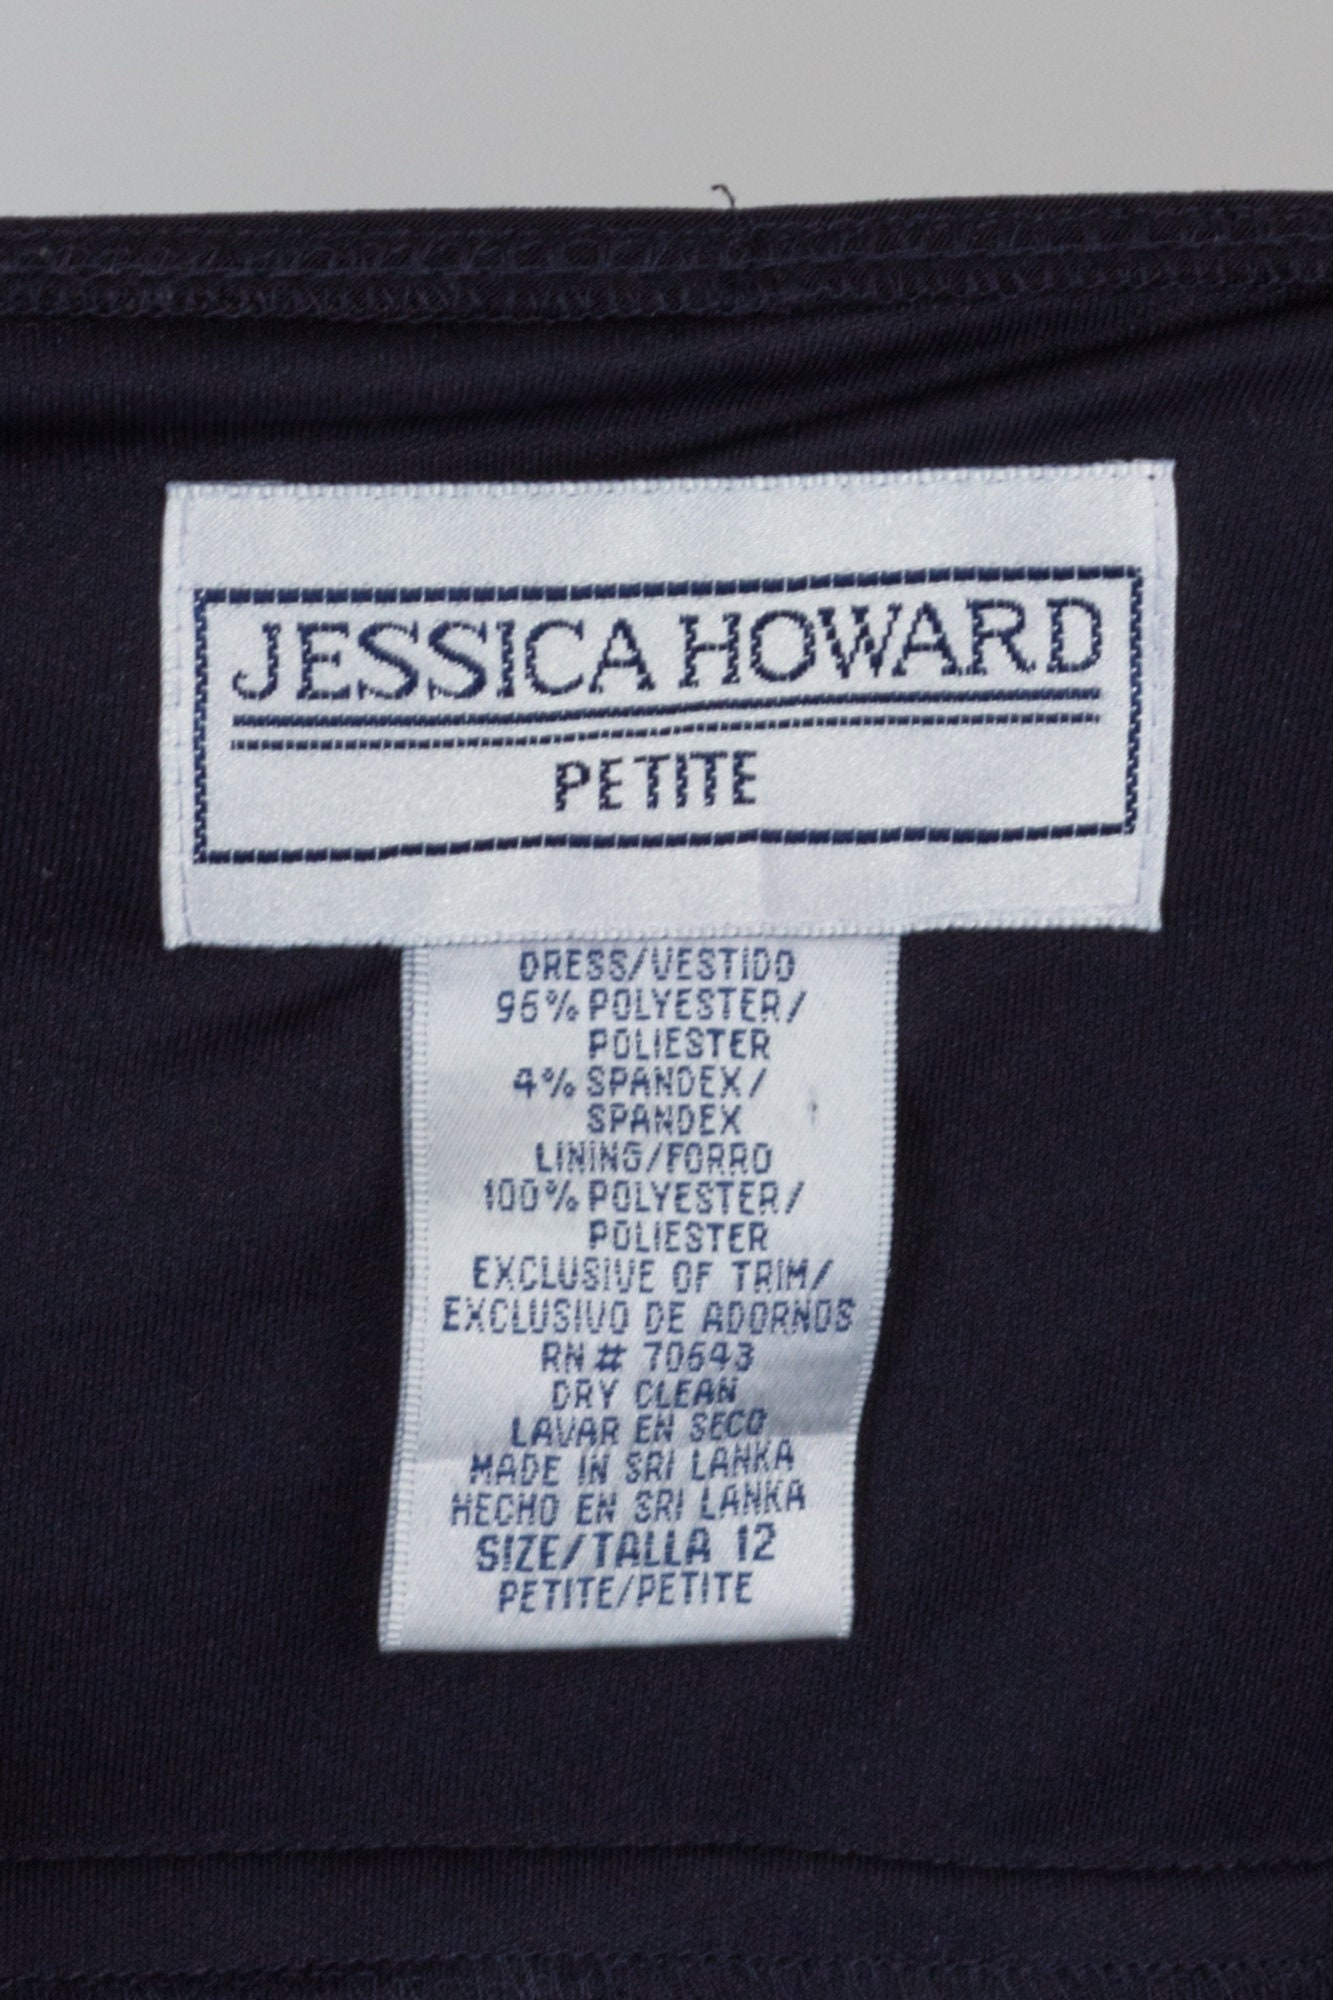 JESSICA HOWARD
PETITE
DRESS/VESTIDO
96% POLYESTER/
POLIESTER
4% SPANDEX/
SPANDEX
LINING/FORRO
100% POLYESTER/
POLIESTER
EXCLUSIVE OF TRIM/
EXCLUSIVO DE ADORNOS
RN# 70643
DRY CLEAN
LAVAR EN SECO
MADE IN SRI LANKA
HECHO EN SRI LANKA
SIZE/TALLA 12
PETITE/PETITE